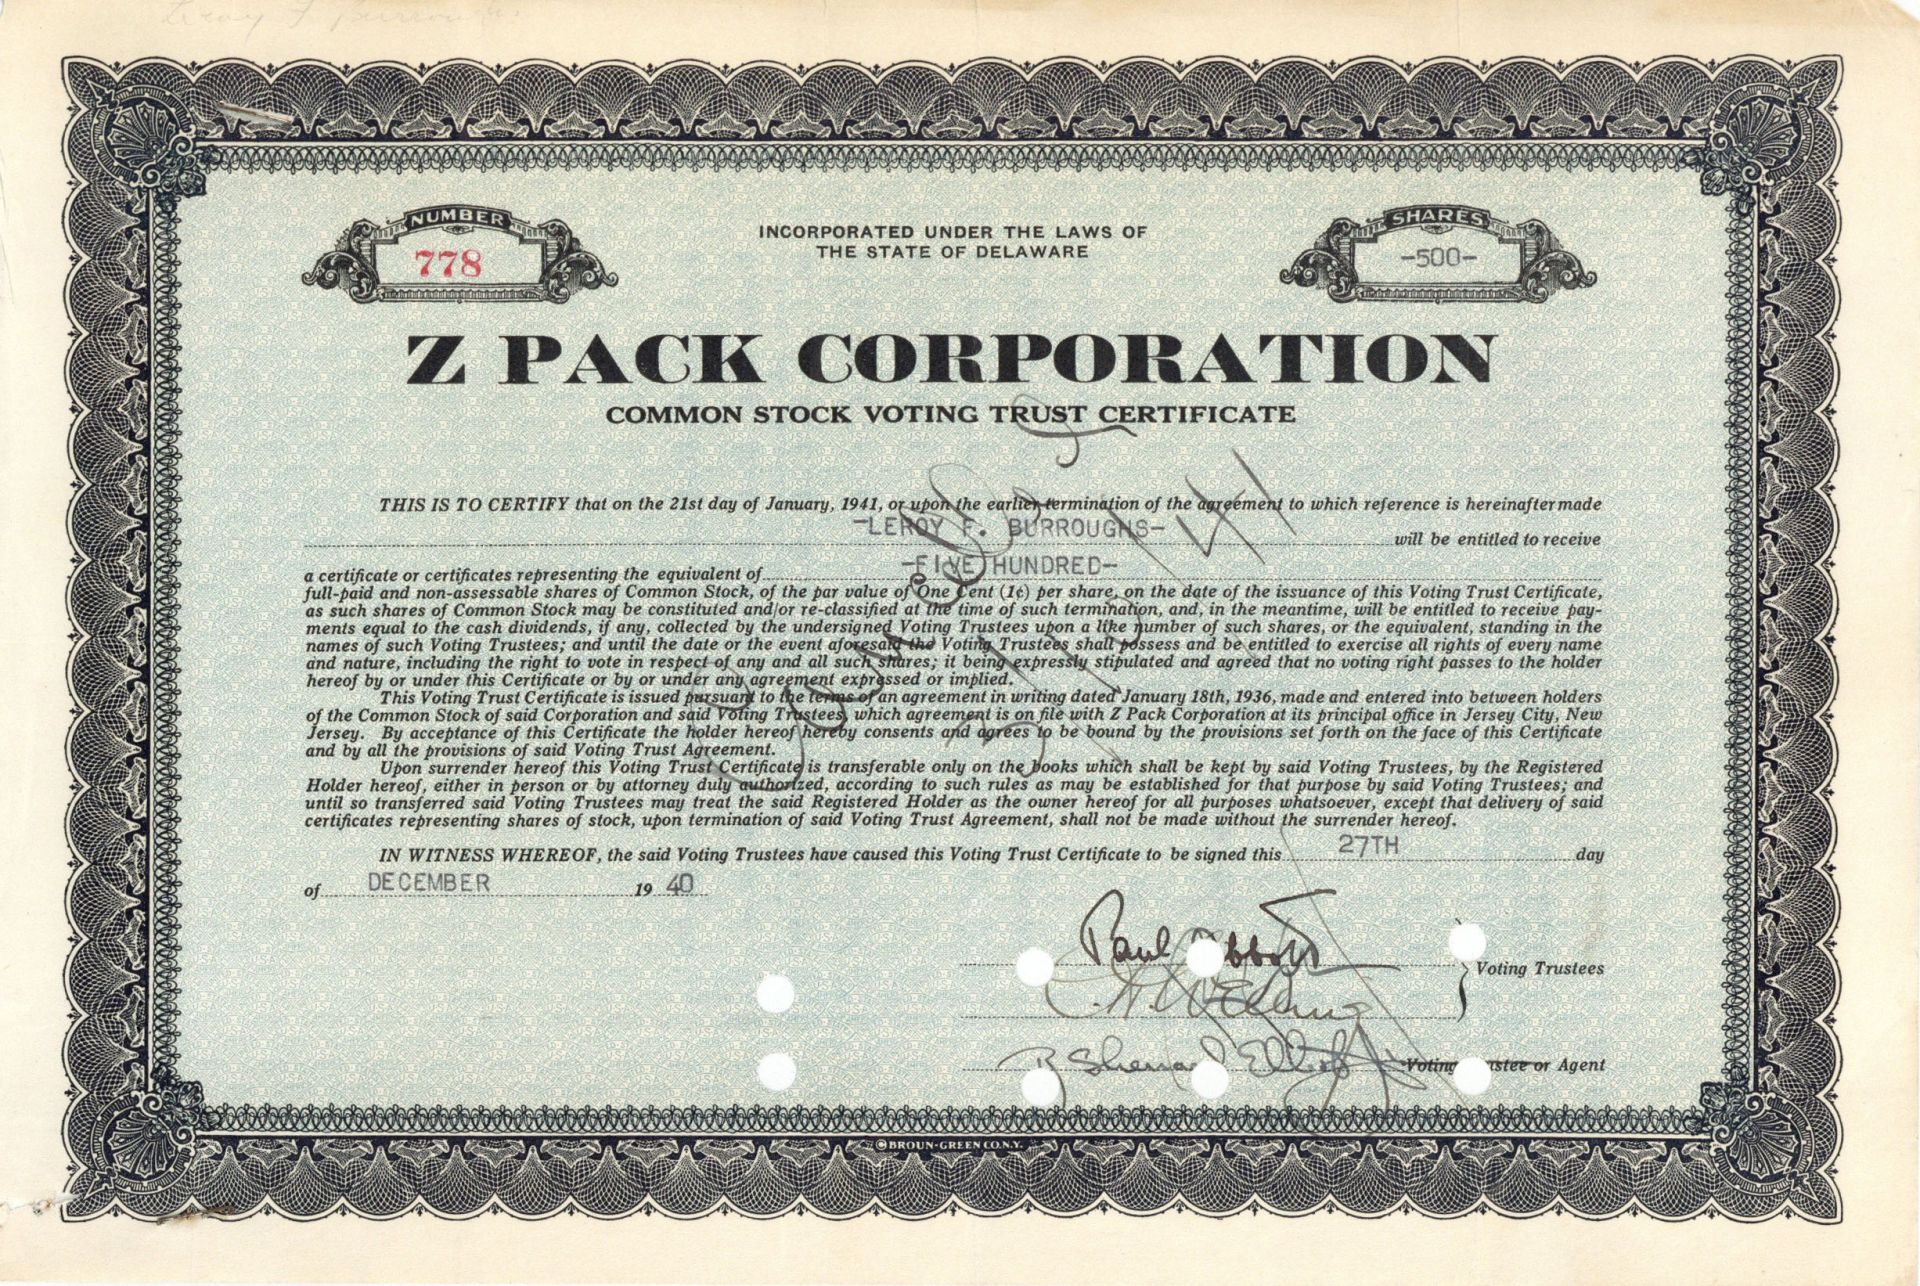 Leroy F Burroughs
NUMBER
778
INCORPORATED UNDER THE LAWS OF
THE STATE OF DELAWARE
SHARES
-500-
Z PACK CORPORATION
COMMON STOCK VOTING TRUST CERTIFICATE
THIS IS TO CERTIFY that on the 21st day of January, 1941, or upon the earlier termination of the agreement to which reference is hereinafter made
-LEROY F. BURROUGHS- will be entitled to receive
a certificate or certificates representing the equivalent of -FIVE HUNDRED-
full-paid and non-assessable shares of Common Stock, of the par value of One Cent (1¢) per share, on the date of the issuance of this Voting Trust Certificate,
as such shares of Common Stock may be constituted and/or re-classified at the time of such termination, and, in the meantime, will be entitled to receive pay-
ments equal to the cash dividends, if any, collected by the undersigned Voting Trustees upon a like number of such shares, or the equivalent, standing in the
names of such Voting Trustees; and until the date or the event aforesaid the Voting Trustees shall possess and be entitled to exercise all rights of every name
and nature, including the right to vote in respect of any and all such shares; it being expressly stipulated and agreed that no voting right passes to the holder
hereof by or under this Certificate or by or under any agreement expressed or implied.
This Voting Trust Certificate is issued pursuant to the terms of an agreement in writing dated January 18th, 1936, made and entered into between holders
of the Common Stock of said Corporation and said Voting Trustees, which agreement is on file with Z Pack Corporation at its principal office in Jersey City, New
Jersey. By acceptance of this Certificate the holder hereof hereby consents and agrees to be bound by the provisions set forth on the face of this Certificate
and by all the provisions of said Voting Trust Agreement.
Upon surrender hereof this Voting Trust Certificate is transferable only on the books which shall be kept by said Voting Trustees, by the Registered
Holder hereof, either in person or by attorney duly authorized, according to such rules as may be established for that purpose by said Voting Trustees; and
until so transferred said Voting Trustees may treat the said Registered Holder as the owner hereof for all purposes whatsoever, except that delivery of said
certificates representing shares of stock, upon termination of said Voting Trust Agreement, shall not be made without the surrender hereof.
IN WITNESS WHEREOF, the said Voting Trustees have caused this Voting Trust Certificate to be signed this 27TH day
of DECEMBER 19 40
Paul Abbott
Voting Trustees
R Sherrard Elliot Jr
Voting Trustee or Agent
©BROUN-GREEN CO.N.Y.